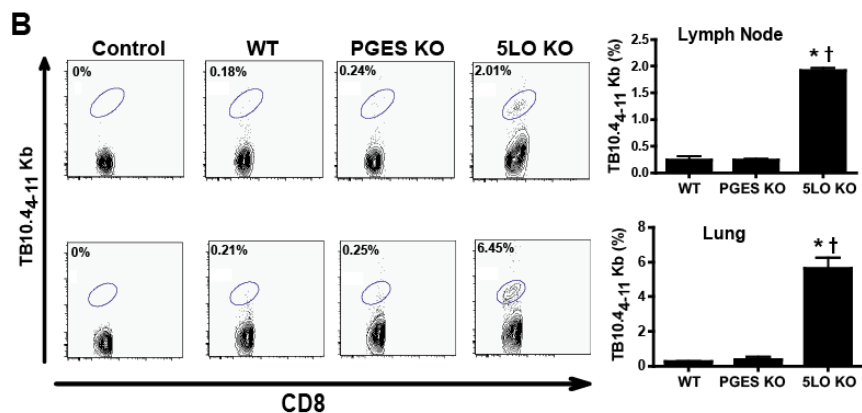 B
Control WT PGES KO 5LO KO
TB10.4₄₋₁₁ Kb
0% 0.18% 0.24% 2.01%
0% 0.21% 0.25% 6.45%
CD8
Lymph Node
TB10.4₄₋₁₁ Kb (%)
2.5
2.0
1.5
1.0
0.5
0.0
* †
WT PGES KO 5LO KO
Lung
TB10.4₄₋₁₁ Kb (%)
8
6
4
2
0
* †
WT PGES KO 5LO KO